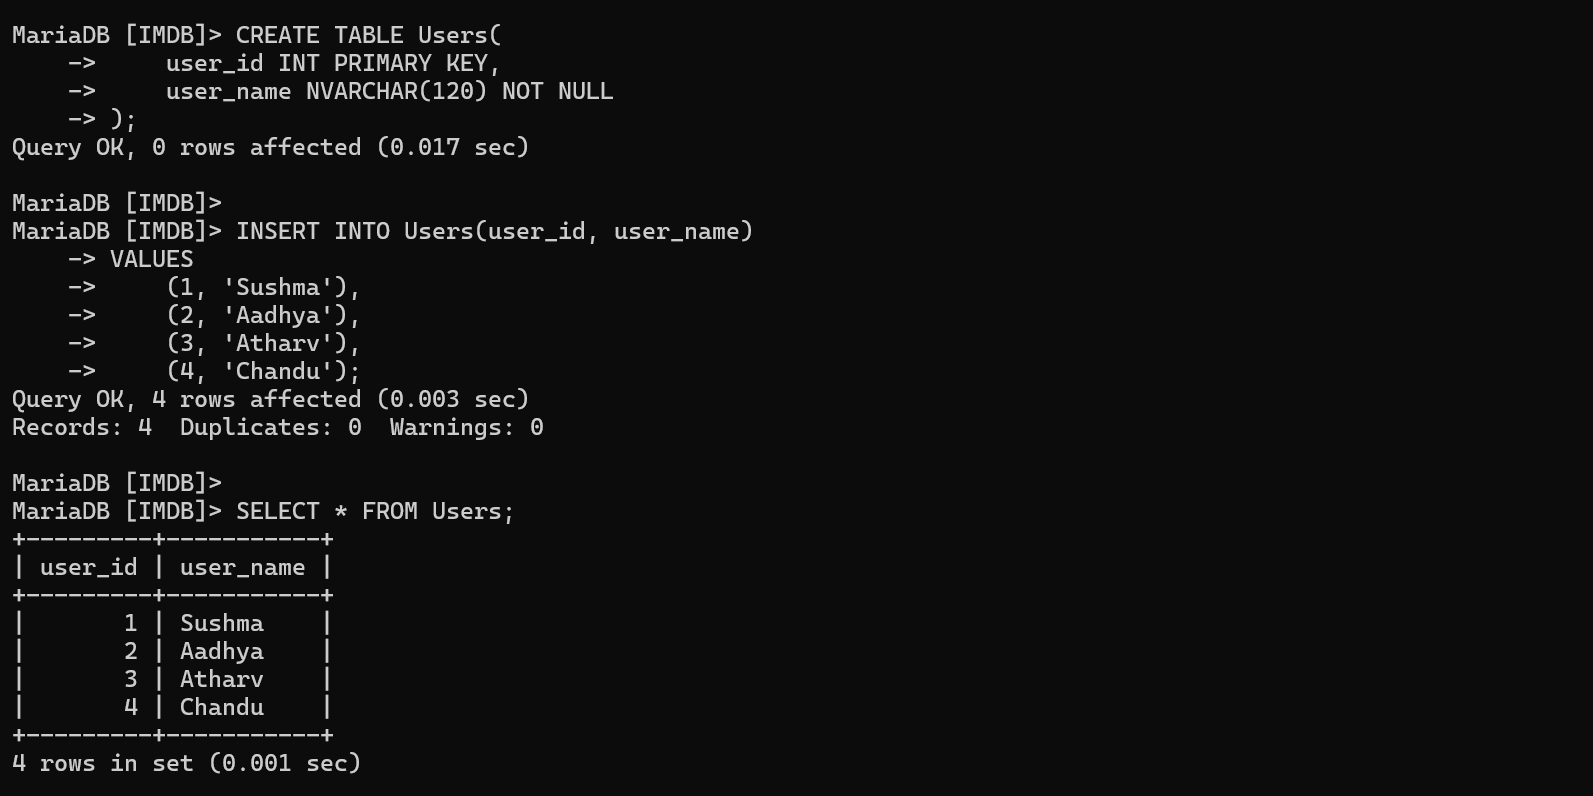 MariaDB [IMDB]> CREATE TABLE Users(
    ->     user_id INT PRIMARY KEY,
    ->     user_name NVARCHAR(120) NOT NULL
    -> );
Query OK, 0 rows affected (0.017 sec)

MariaDB [IMDB]>
MariaDB [IMDB]> INSERT INTO Users(user_id, user_name)
    -> VALUES
    ->     (1, 'Sushma'),
    ->     (2, 'Aadhya'),
    ->     (3, 'Atharv'),
    ->     (4, 'Chandu');
Query OK, 4 rows affected (0.003 sec)
Records: 4  Duplicates: 0  Warnings: 0

MariaDB [IMDB]>
MariaDB [IMDB]> SELECT * FROM Users;
+---------+-----------+
| user_id | user_name |
+---------+-----------+
|       1 | Sushma    |
|       2 | Aadhya    |
|       3 | Atharv    |
|       4 | Chandu    |
+---------+-----------+
4 rows in set (0.001 sec)